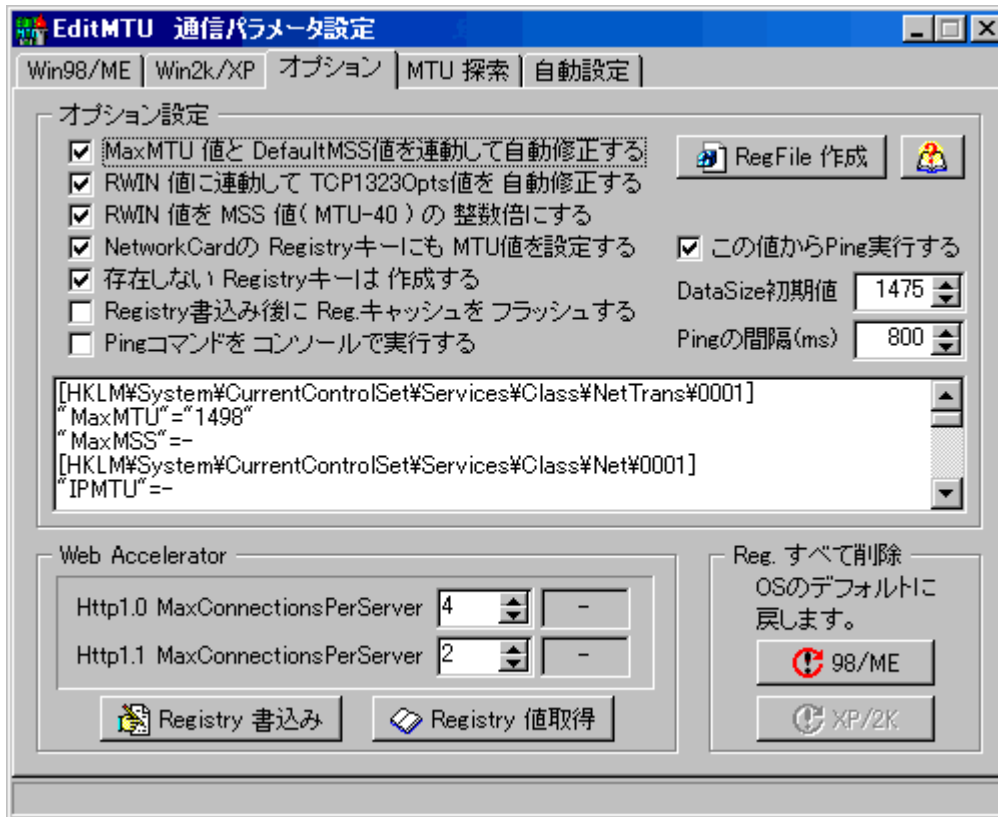 EditMTU 通信パラメータ設定
Win98/ME Win2k/XP オプション MTU 探索 自動設定
オプション設定
MaxMTU 値と DefaultMSS値を連動して自動修正する
RWIN 値に連動して TCP1323Opts値を 自動修正する
RWIN 値を MSS 値( MTU-40 ) の 整数倍にする
NetworkCardの Registryキーにも MTU値を設定する
存在しない Registryキーは 作成する
Registry書込み後に Reg.キャッシュを フラッシュする
Pingコマンドを コンソールで実行する
RegFile 作成
この値からPing実行する
DataSize初期値 1475
Pingの間隔(ms) 800
[HKLM¥System¥CurrentControlSet¥Services¥Class¥NetTrans¥0001]
"MaxMTU"="1498"
"MaxMSS"=-
[HKLM¥System¥CurrentControlSet¥Services¥Class¥Net¥0001]
"IPMTU"=-
Web Accelerator
Http1.0 MaxConnectionsPerServer 4 -
Http1.1 MaxConnectionsPerServer 2 -
Registry 書込み Registry 値取得
Reg. すべて削除
OSのデフォルトに
戻します。
98/ME
XP/2K